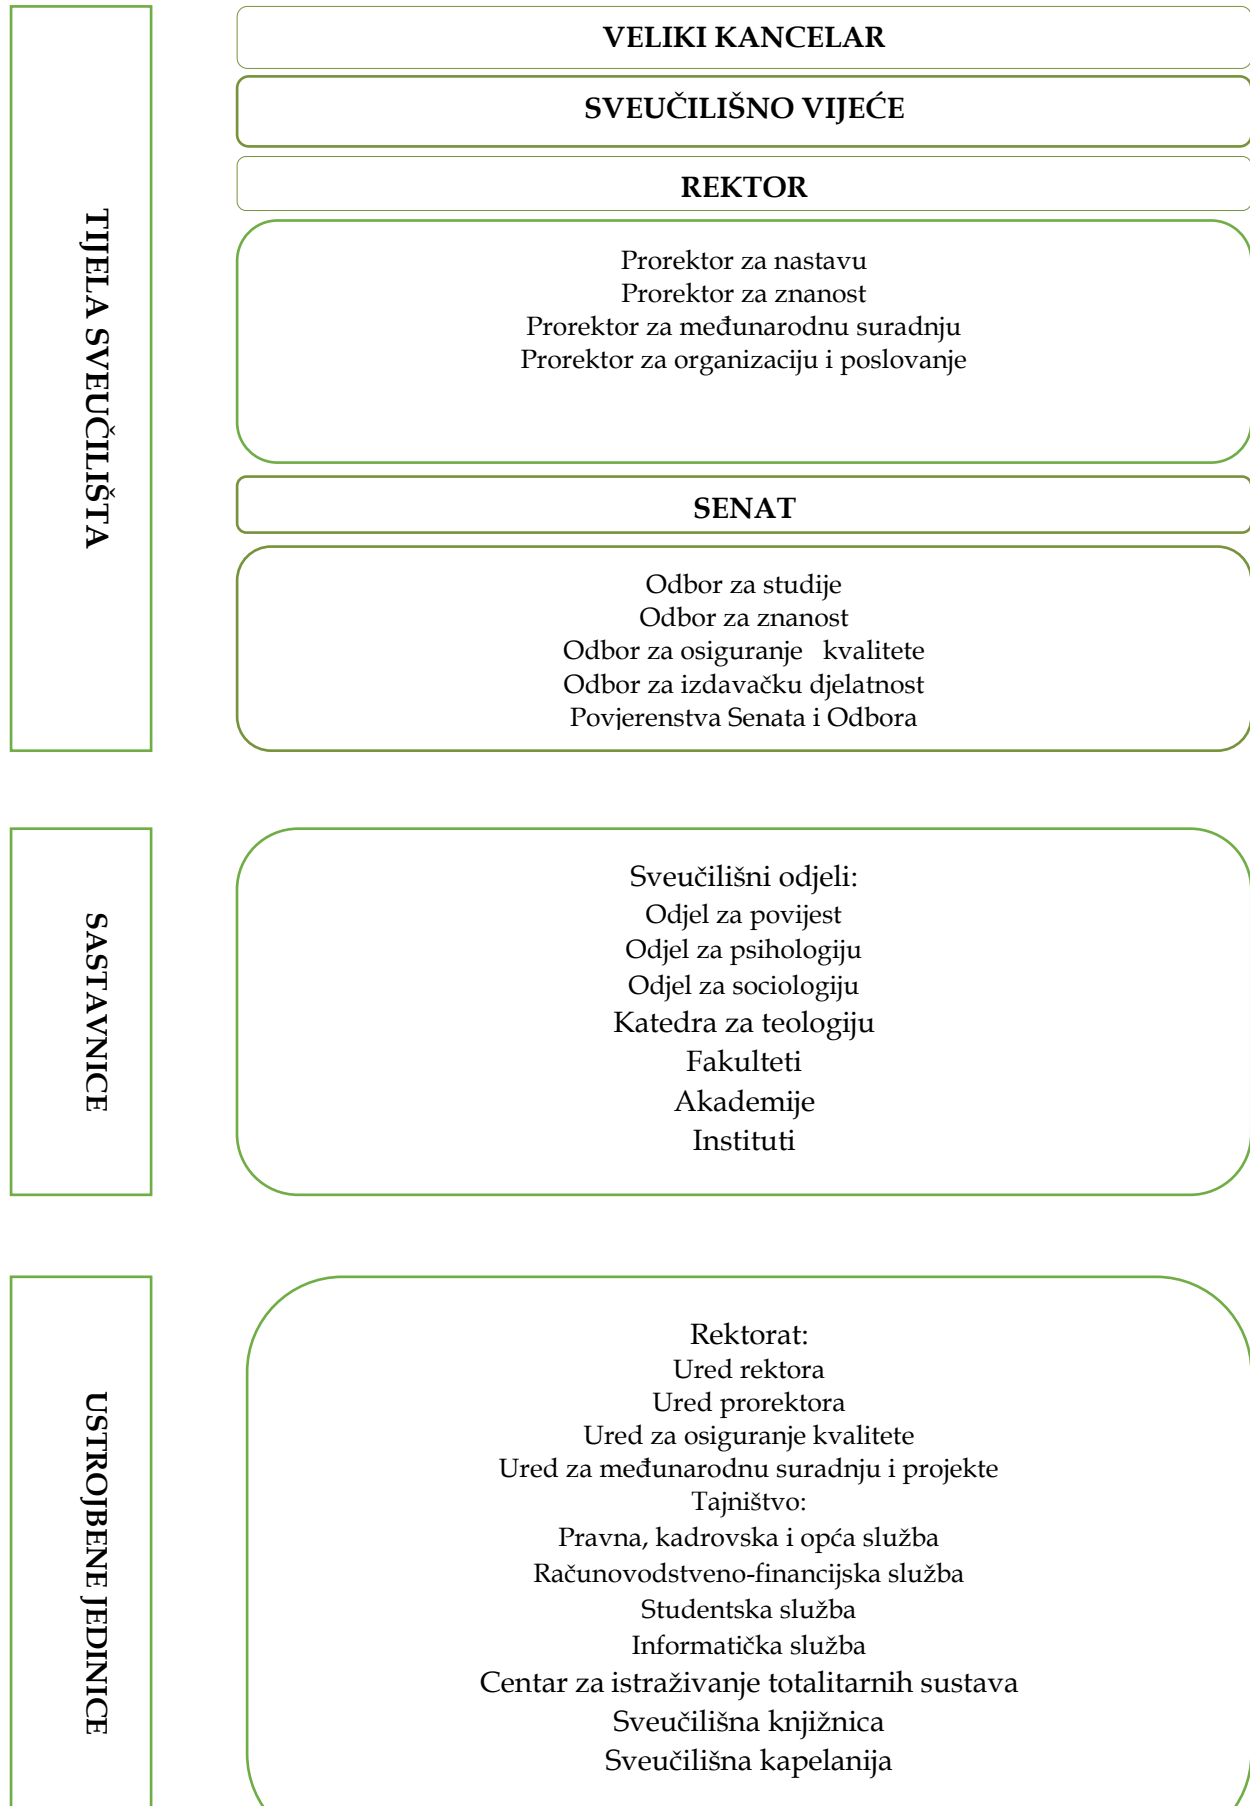 TIJELA SVEUČILIŠTA
VELIKI KANCELAR
SVEUČILIŠNO VIJEĆE
REKTOR
Prorektor za nastavu
Prorektor za znanost
Prorektor za međunarodnu suradnju
Prorektor za organizaciju i poslovanje
SENAT
Odbor za studije
Odbor za znanost
Odbor za osiguranje kvalitete
Odbor za izdavačku djelatnost
Povjerenstva Senata i Odbora
SASTAVNICE
Sveučilišni odjeli:
Odjel za povijest
Odjel za psihologiju
Odjel za sociologiju
Katedra za teologiju
Fakulteti
Akademije
Instituti
USTROJBENE JEDINICE
Rektorat:
Ured rektora
Ured prorektora
Ured za osiguranje kvalitete
Ured za međunarodnu suradnju i projekte
Tajništvo:
Pravna, kadrovska i opća služba
Računovodstveno-financijska služba
Studentska služba
Informatička služba
Centar za istraživanje totalitarnih sustava
Sveučilišna knjižnica
Sveučilišna kapelanija